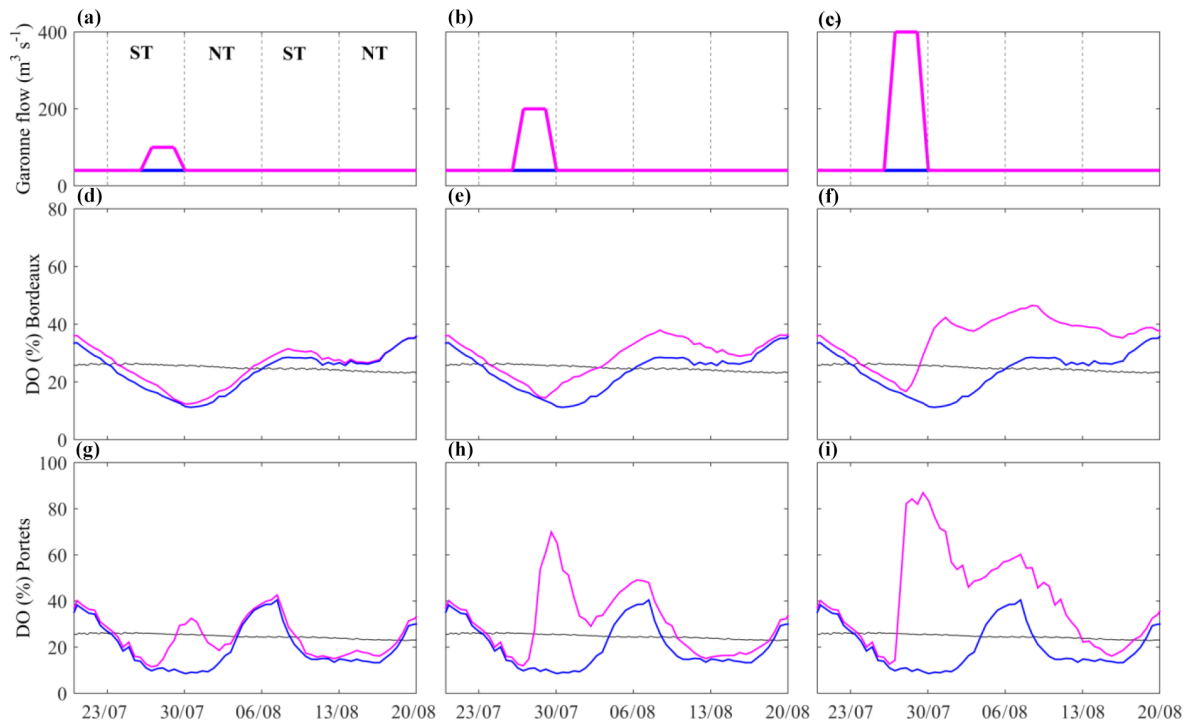 (a) (b) (c-
Garonne flow (m³ s⁻¹)
400
200
0
ST NT ST NT
(d) (e) (f)
DO (%) Bordeaux
80
60
40
20
0
(g) (h) (i)
DO (%) Portets
100
80
60
40
20
0
23/07 30/07 06/08 13/08 20/08 23/07 30/07 06/08 13/08 20/08 23/07 30/07 06/08 13/08 20/08